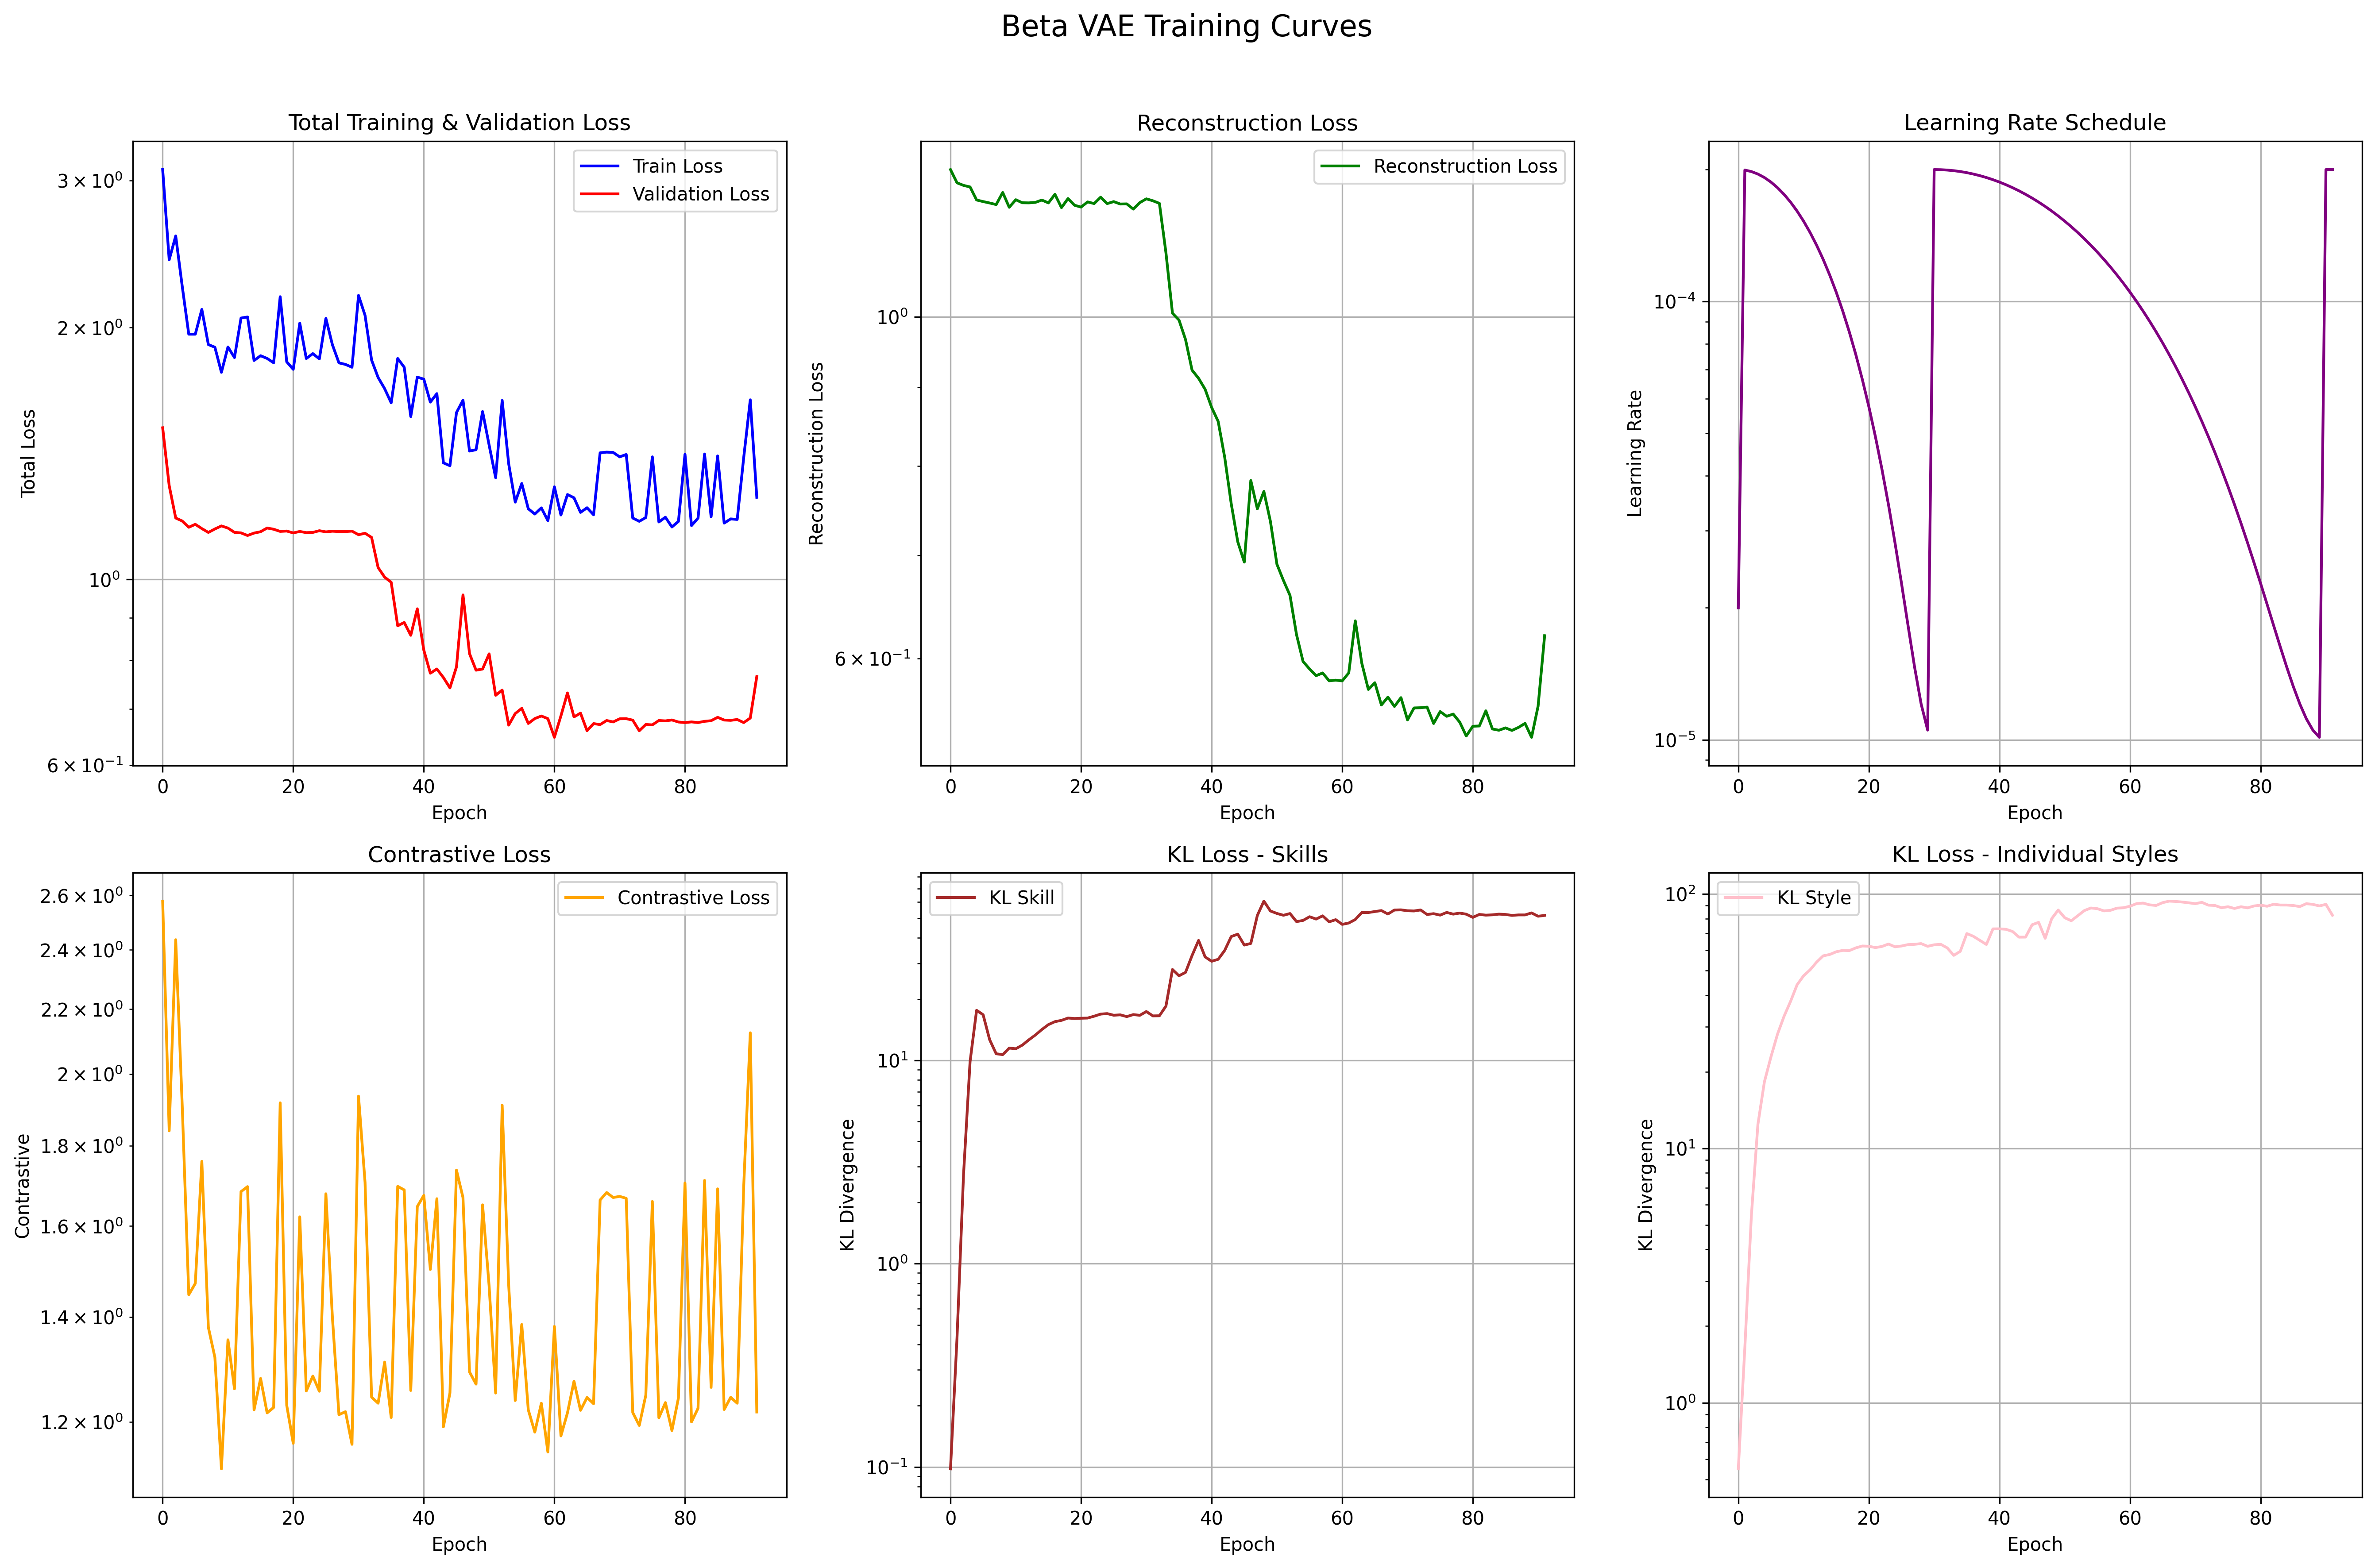 Beta VAE Training Curves
Total Training & Validation Loss
Train Loss
Validation Loss
3 × 10⁰
2 × 10⁰
10⁰
6 × 10⁻¹
Total Loss
0 20 40 60 80
Epoch
Reconstruction Loss
Reconstruction Loss
10⁰
6 × 10⁻¹
Reconstruction Loss
0 20 40 60 80
Epoch
Learning Rate Schedule
10⁻⁴
10⁻⁵
Learning Rate
0 20 40 60 80
Epoch
Contrastive Loss
Contrastive Loss
2.6 × 10⁰
2.4 × 10⁰
2.2 × 10⁰
2 × 10⁰
1.8 × 10⁰
1.6 × 10⁰
1.4 × 10⁰
1.2 × 10⁰
Contrastive
0 20 40 60 80
Epoch
KL Loss - Skills
KL Skill
10¹
10⁰
10⁻¹
KL Divergence
0 20 40 60 80
Epoch
KL Loss - Individual Styles
KL Style
10²
10¹
10⁰
KL Divergence
0 20 40 60 80
Epoch